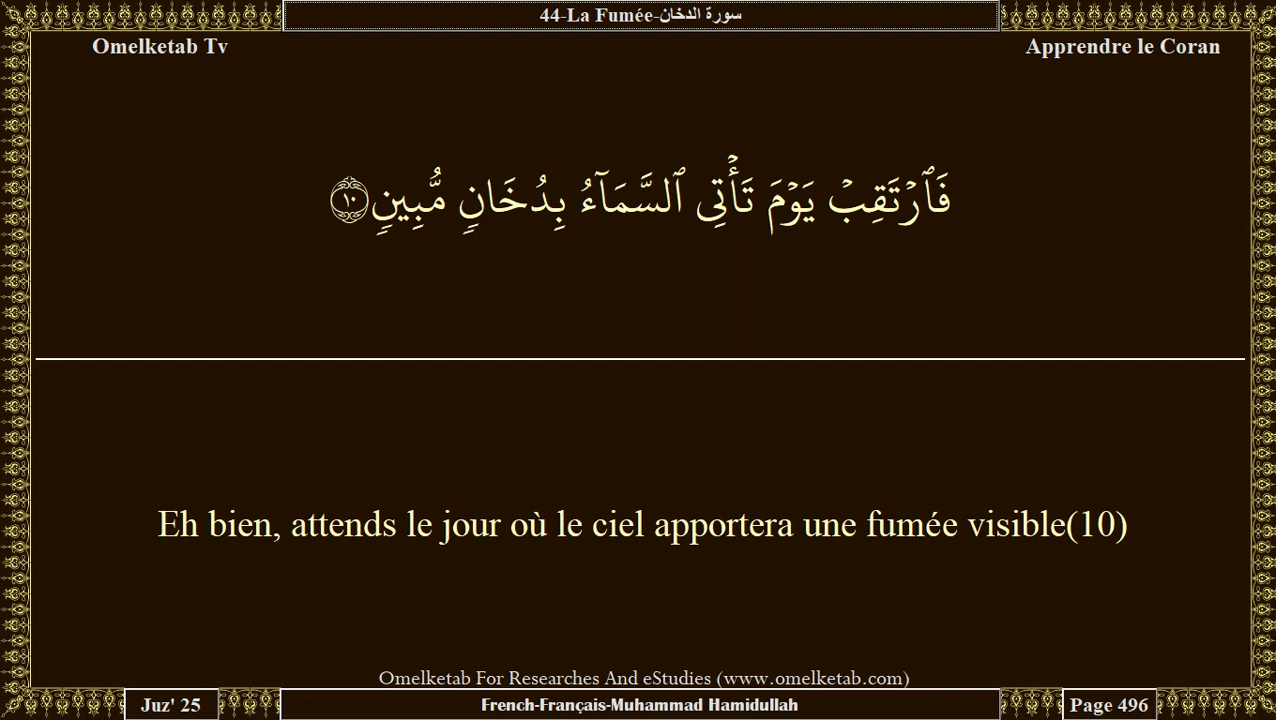 44-La Fumée-سورة الدخان
Omelketab Tv
Apprendre le Coran
فَٱرۡتَقِبۡ يَوۡمَ تَأۡتِى ٱلسَّمَآءُ بِدُخَانٍ مُّبِينٍ ١٠
Eh bien, attends le jour où le ciel apportera une fumée visible(10)
Omelketab For Researches And eStudies (www.omelketab.com)
Juz' 25
French-Français-Muhammad Hamidullah
Page 496